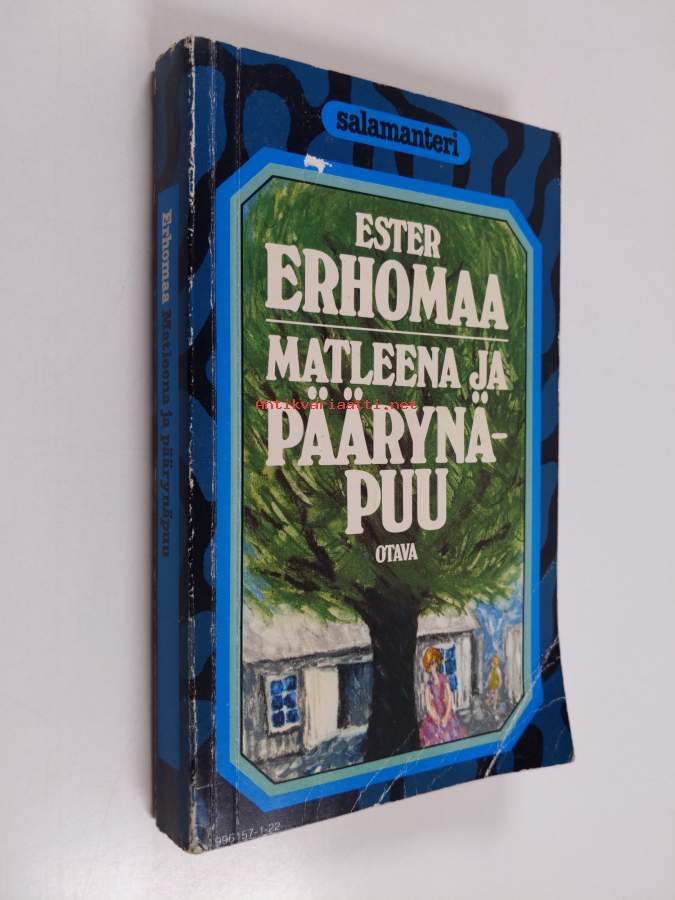 salamanteri
ESTER
ERHOMAA
MATLEENA JA
PÄÄRYNÄ-
PUU
OTAVA
Erhomaa Matleena ja päärynäpuu
Antikvariaatti.net
996157-1-22